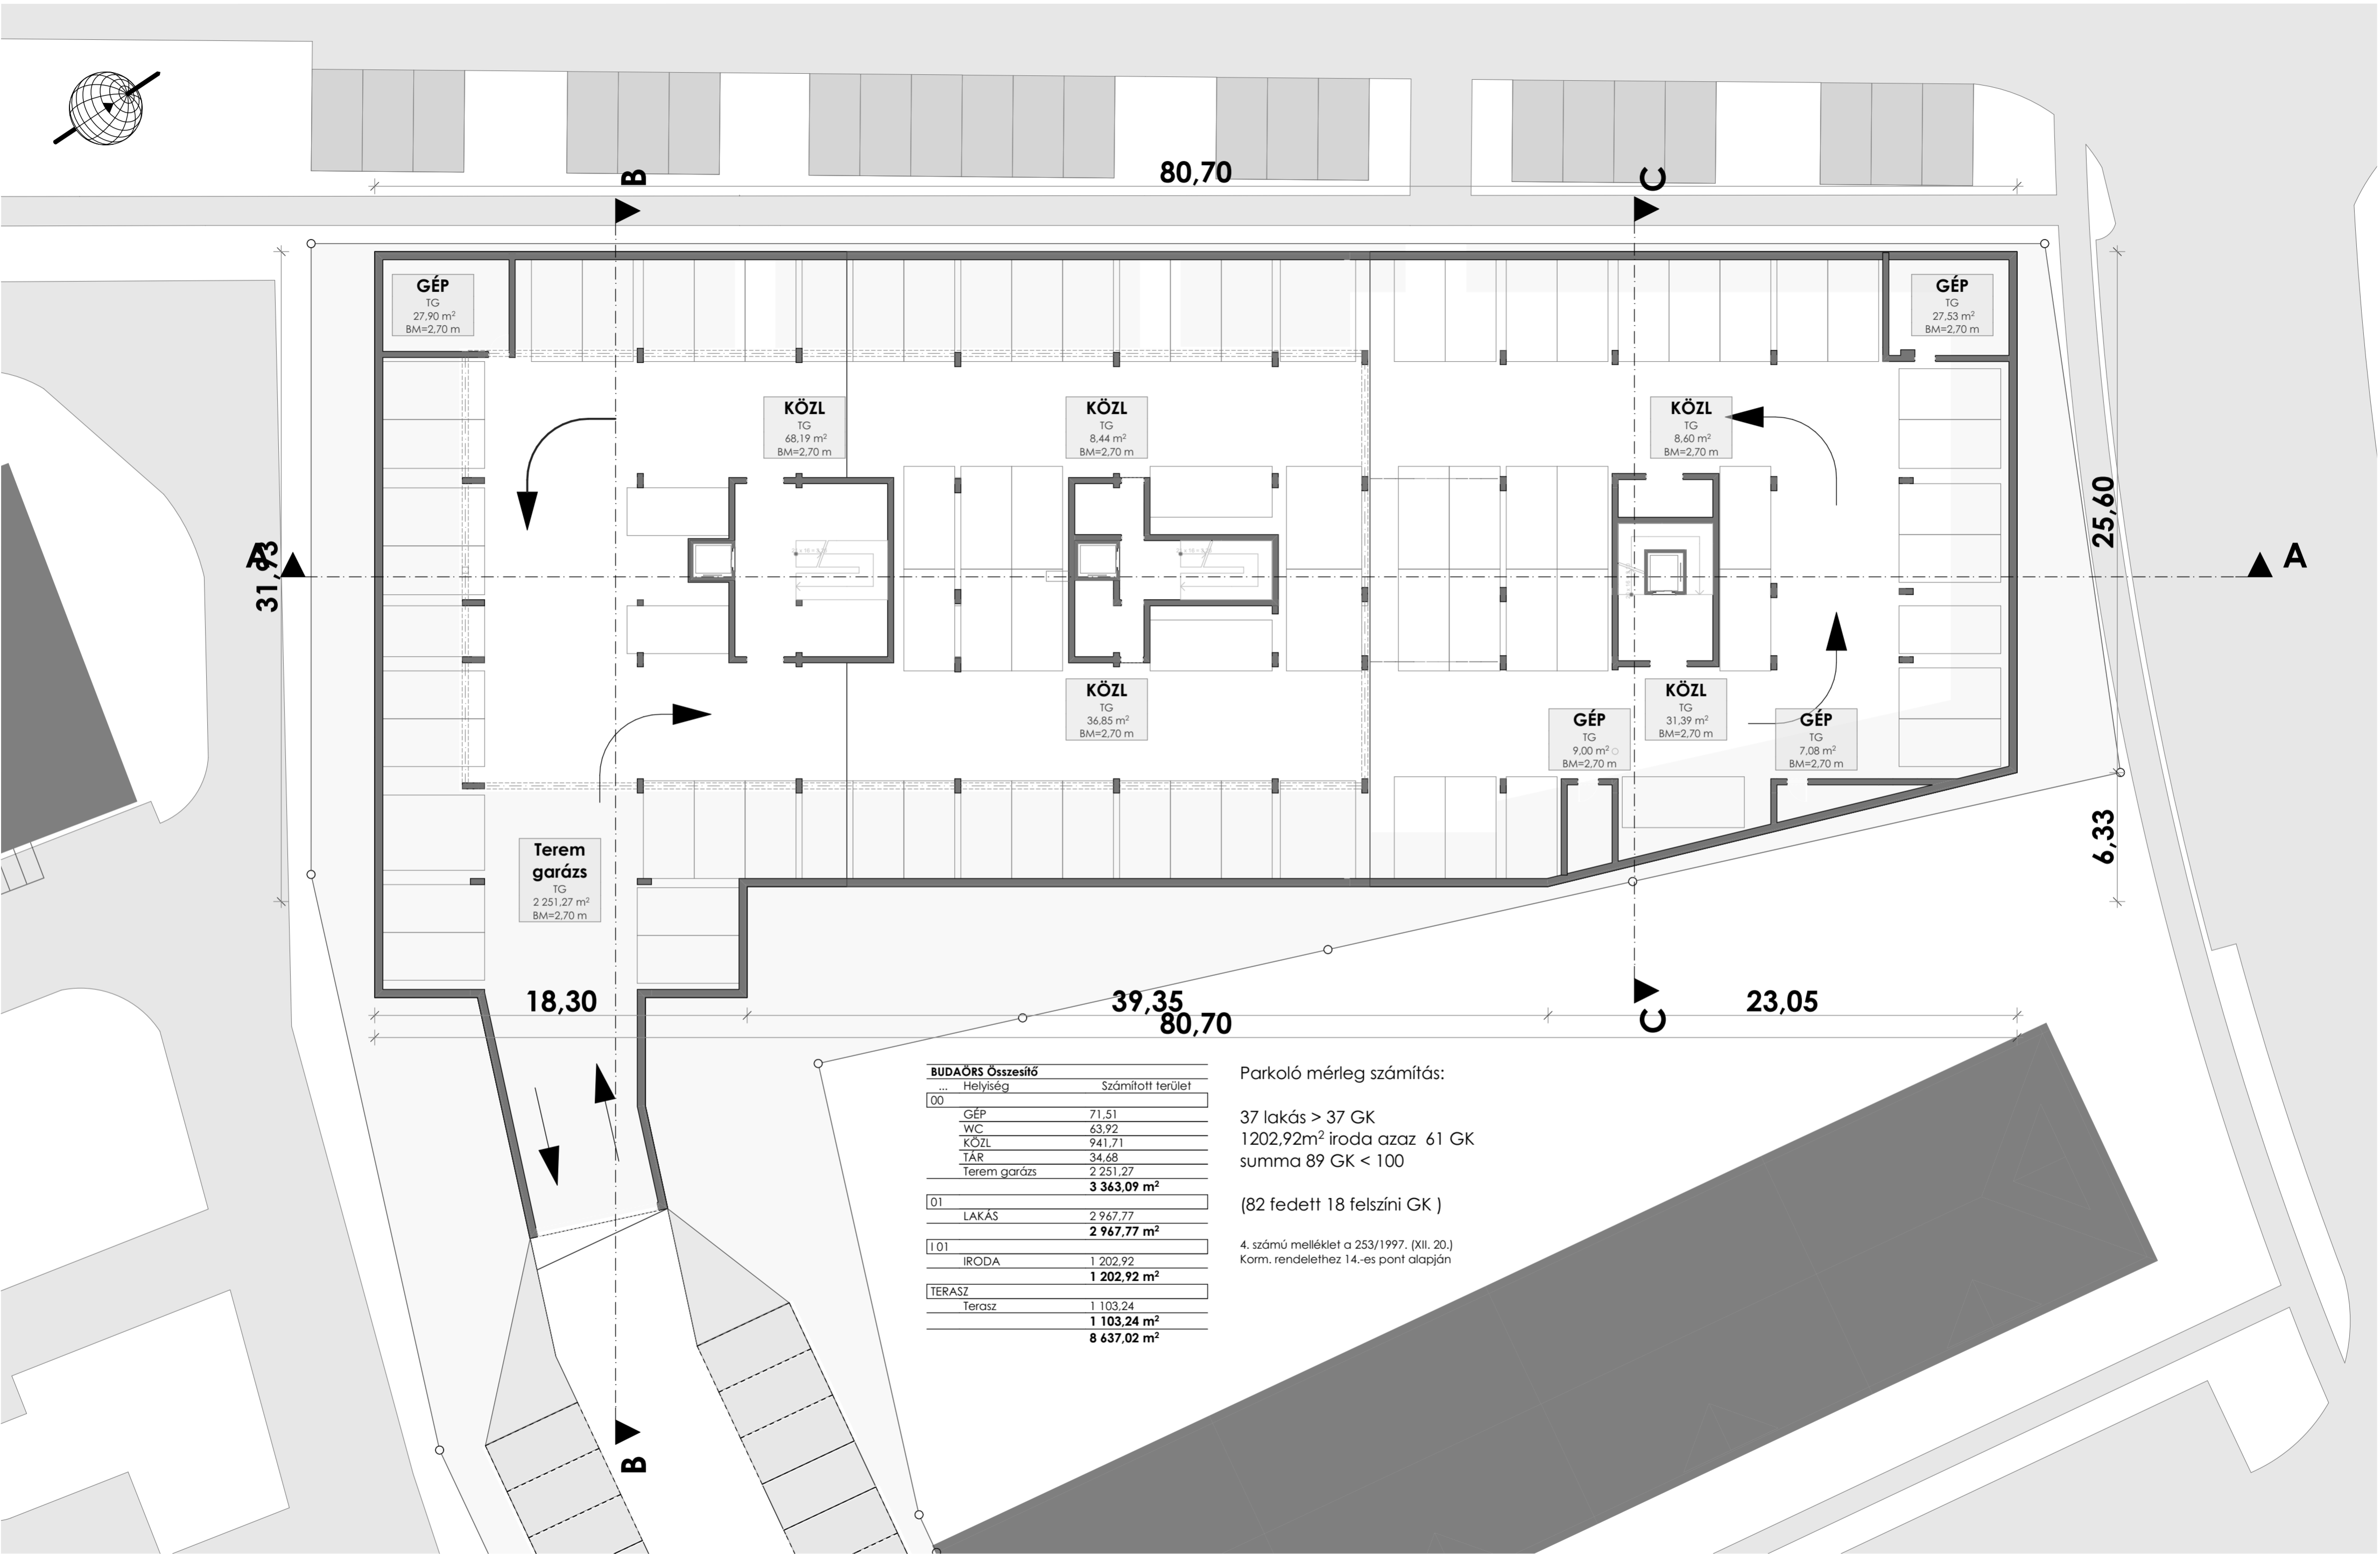 B
80,70
C
GÉP
TG
27,90 m²
BM=2,70 m
GÉP
TG
27,53 m²
BM=2,70 m
KÖZL
TG
68,19 m²
BM=2,70 m
KÖZL
TG
8,44 m²
BM=2,70 m
KÖZL
TG
8,60 m²
BM=2,70 m
A
31,73
25,60
A
KÖZL
TG
36,85 m²
BM=2,70 m
KÖZL
TG
31,39 m²
BM=2,70 m
GÉP
TG
9,00 m²
BM=2,70 m
GÉP
TG
7,08 m²
BM=2,70 m
6,33
Terem
garázs
TG
2 251,27 m²
BM=2,70 m
18,30
39,35
23,05
80,70
C
BUDAÖRS Összesítő
... Helyiség Számított terület
00
GÉP 71,51
WC 63,92
KÖZL 941,71
TÁR 34,68
Terem garázs 2 251,27
3 363,09 m²
01
LAKÁS 2 967,77
2 967,77 m²
I 01
IRODA 1 202,92
1 202,92 m²
TERASZ
Terasz 1 103,24
1 103,24 m²
8 637,02 m²
Parkoló mérleg számítás:
37 lakás > 37 GK
1202,92m² iroda azaz 61 GK
summa 89 GK < 100
(82 fedett 18 felszíni GK )
4. számú melléklet a 253/1997. (XII. 20.)
Korm. rendelethez 14.-es pont alapján
B